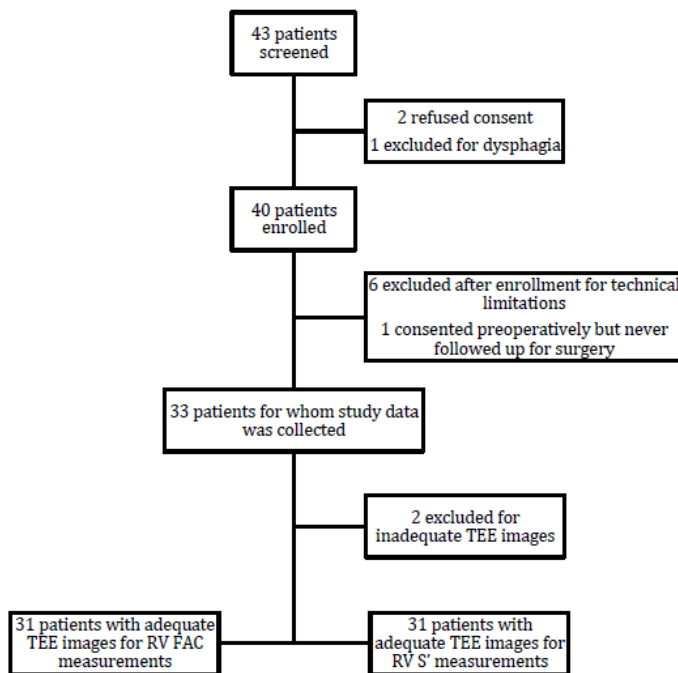 43 patients
screened
2 refused consent
1 excluded for dysphagia
40 patients
enrolled
6 excluded after enrollment for technical
limitations
1 consented preoperatively but never
followed up for surgery
33 patients for whom study data
was collected
2 excluded for
inadequate TEE images
31 patients with adequate
TEE images for RV FAC
measurements
31 patients with
adequate TEE images for
RV S' measurements